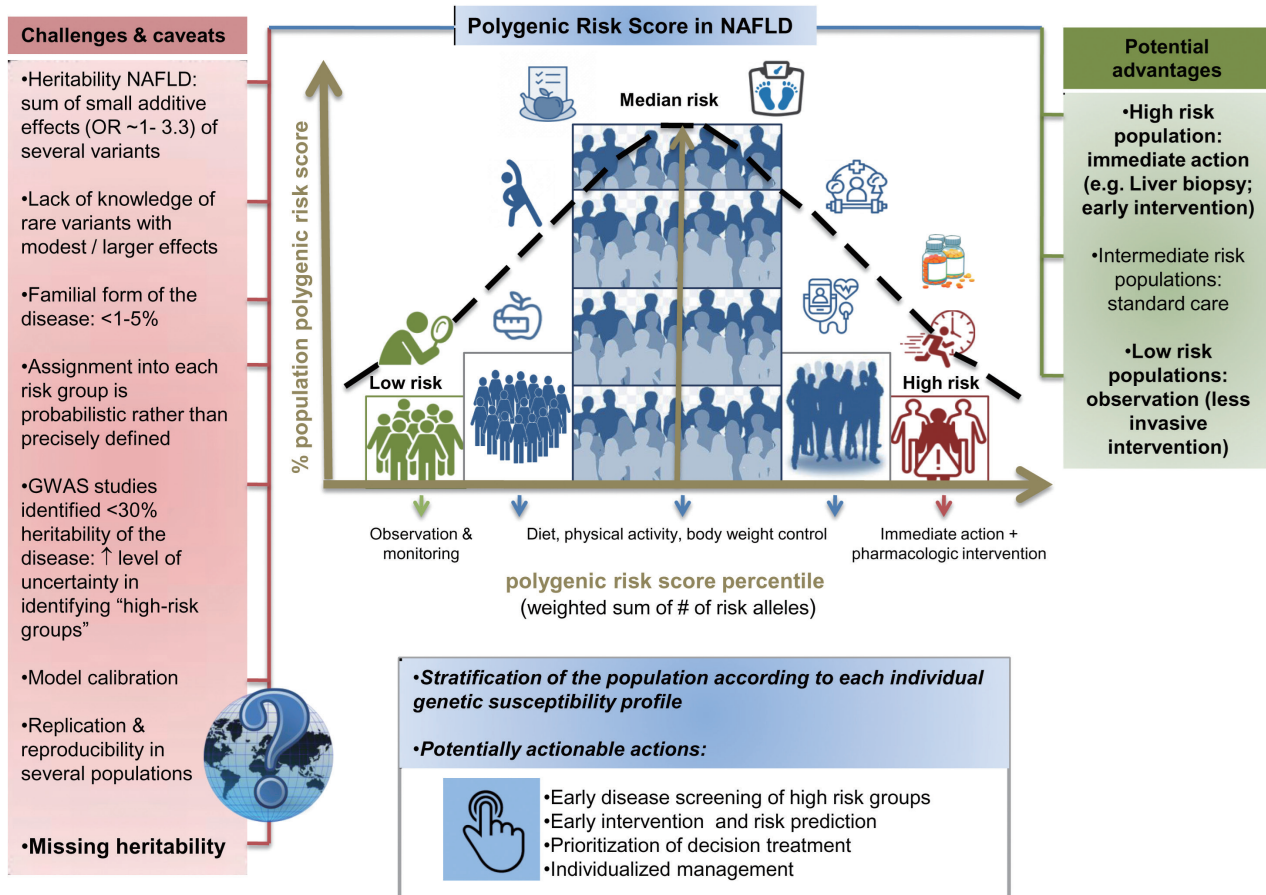 Polygenic Risk Score in NAFLD
Challenges & caveats
•Heritability NAFLD:
sum of small additive
effects (OR ~1- 3.3) of
several variants
•Lack of knowledge of
rare variants with
modest / larger effects
•Familial form of the
disease: <1-5%
•Assignment into each
risk group is
probabilistic rather than
precisely defined
•GWAS studies
identified <30%
heritability of the
disease: ↑ level of
uncertainty in
identifying “high-risk
groups”
•Model calibration
•Replication &
reproducibility in
several populations
•Missing heritability
% population polygenic risk score
Median risk
Low risk
High risk
Observation &
monitoring
Diet, physical activity, body weight control
Immediate action +
pharmacologic intervention
polygenic risk score percentile
(weighted sum of # of risk alleles)
Potential
advantages
•High risk
population:
immediate action
(e.g. Liver biopsy;
early intervention)
•Intermediate risk
populations:
standard care
•Low risk
populations:
observation (less
invasive
intervention)
•Stratification of the population according to each individual
genetic susceptibility profile
•Potentially actionable actions:
•Early disease screening of high risk groups
•Early intervention and risk prediction
•Prioritization of decision treatment
•Individualized management